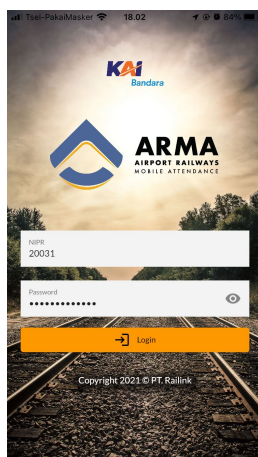 Tsel-PakaiMasker 18.02 84%
KAI
Bandara
ARMA
AIRPORT RAILWAYS
MOBILE ATTENDANCE
NIPR
20031
Password
•••••••••••••
Login
Copyright 2021 © PT. Railink